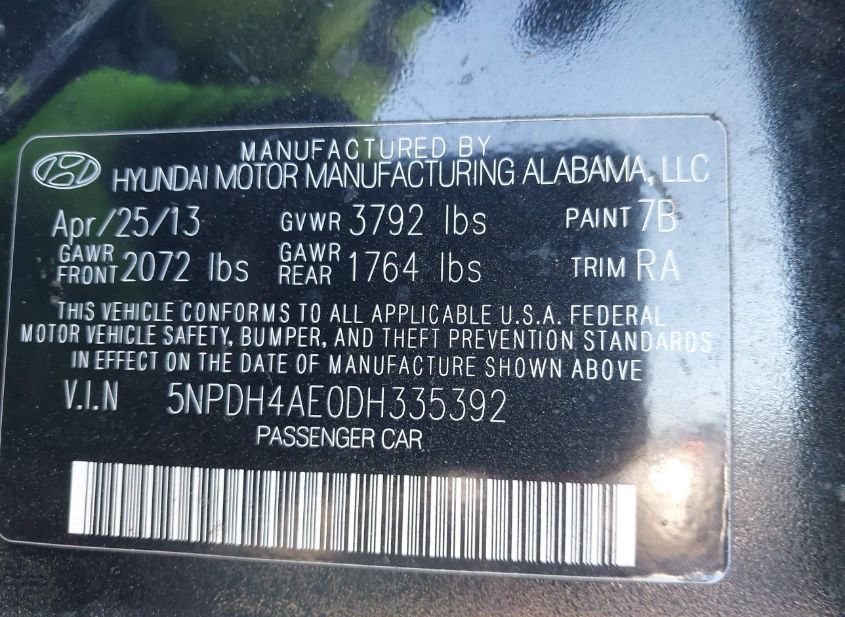 MANUFACTURED BY
HYUNDAI MOTOR MANUFACTURING ALABAMA, LLC
Apr/25/13 GVWR 3792 lbs PAINT 7B
GAWR FRONT 2072 lbs GAWR REAR 1764 lbs TRIM RA
THIS VEHICLE CONFORMS TO ALL APPLICABLE U.S.A. FEDERAL
MOTOR VEHICLE SAFETY, BUMPER, AND THEFT PREVENTION STANDARDS
IN EFFECT ON THE DATE OF MANUFACTURE SHOWN ABOVE
V.I.N 5NPDH4AE0DH335392
PASSENGER CAR